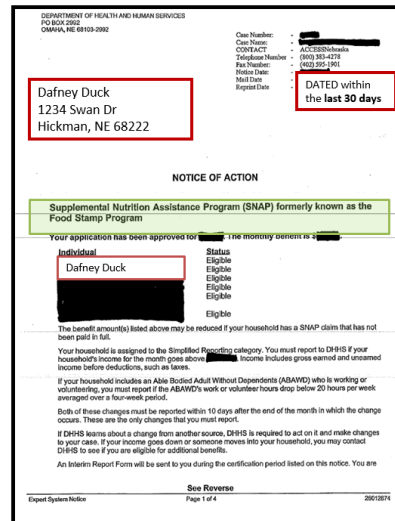 DEPARTMENT OF HEALTH AND HUMAN SERVICES
PO BOX 2992
OMAHA, NE 68103-2992
Case Number: -
Case Name: -
CONTACT - ACCESSNebraska
Telephone Number - (800) 383-4278
Fax Number: - (402) 595-1901
Notice Date: -
Mail Date -
Reprint Date -
DATED within
the last 30 days
Dafney Duck
1234 Swan Dr
Hickman, NE 68222
NOTICE OF ACTION
Supplemental Nutrition Assistance Program (SNAP) formerly known as the
Food Stamp Program
Your application has been approved for The monthly benefit is $
Individual Status
Dafney Duck Eligible
Eligible
Eligible
Eligible
Eligible
Eligible
The benefit amount(s) listed above may be reduced if your household has a SNAP claim that has not
been paid in full.
Your household is assigned to the Simplified Reporting category. You must report to DHHS if your
household's income for the month goes above Income includes gross earned and unearned
income before deductions, such as taxes.
If your household includes an Able Bodied Adult Without Dependents (ABAWD) who is working or
volunteering, you must report if the ABAWD's work or volunteer hours drop below 20 hours per week
averaged over a four-week period.
Both of these changes must be reported within 10 days after the end of the month in which the change
occurs. These are the only changes that you must report.
If DHHS learns about a change from another source, DHHS is required to act on it and make changes
to your case. If your income goes down or someone moves into your household, you may contact
DHHS to see if you are eligible for additional benefits.
An Interim Report Form will be sent to you during the certification period listed on this notice. You are
See Reverse
Expert System Notice Page 1 of 4 26012674